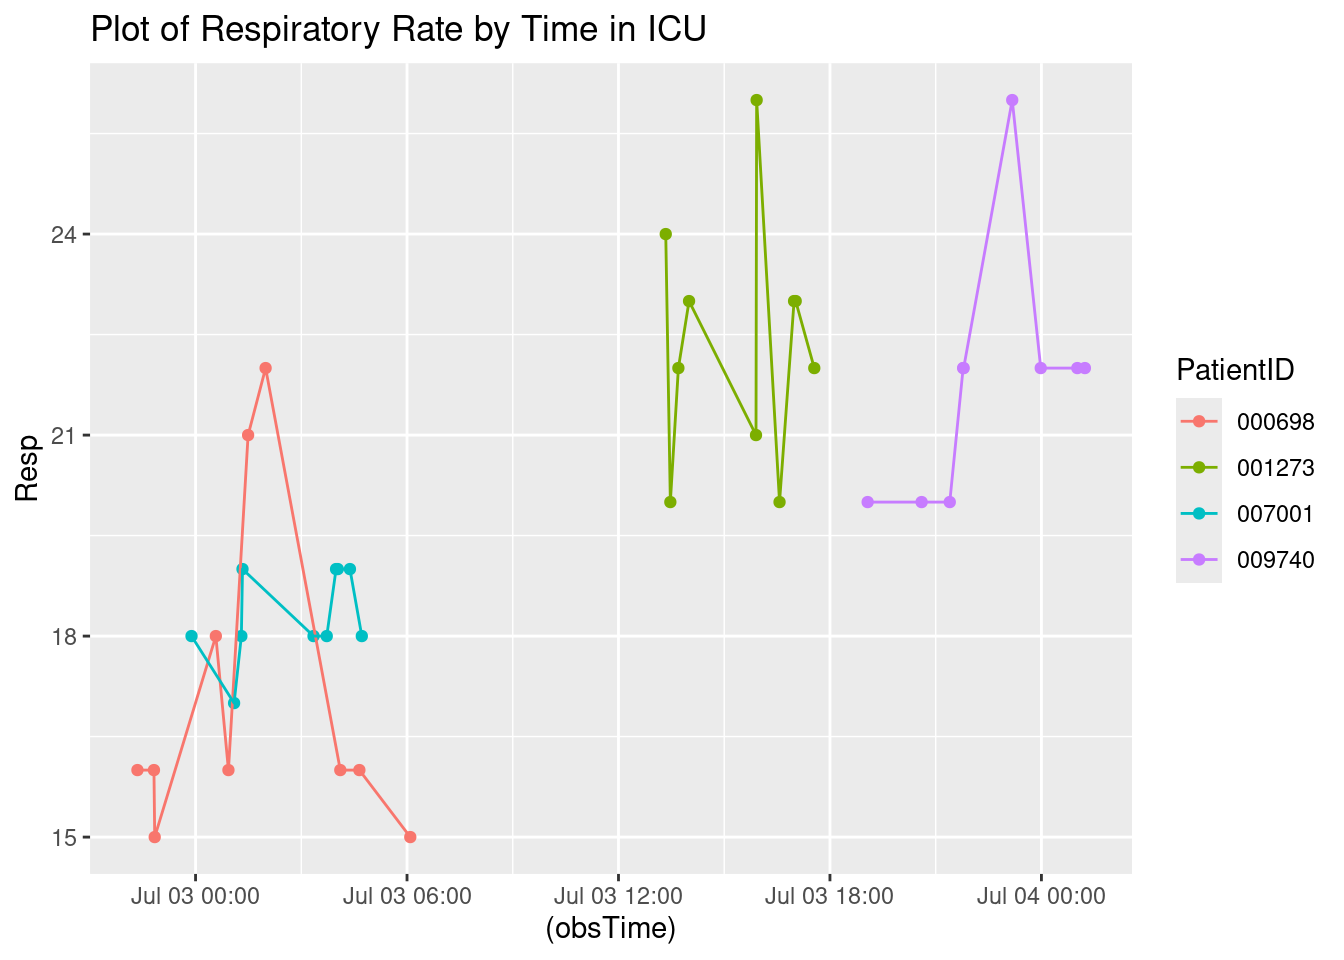 Plot of Respiratory Rate by Time in ICU
24
21
18
15
Resp
Jul 03 00:00
Jul 03 06:00
Jul 03 12:00
Jul 03 18:00
Jul 04 00:00
(obsTime)
PatientID
000698
001273
007001
009740